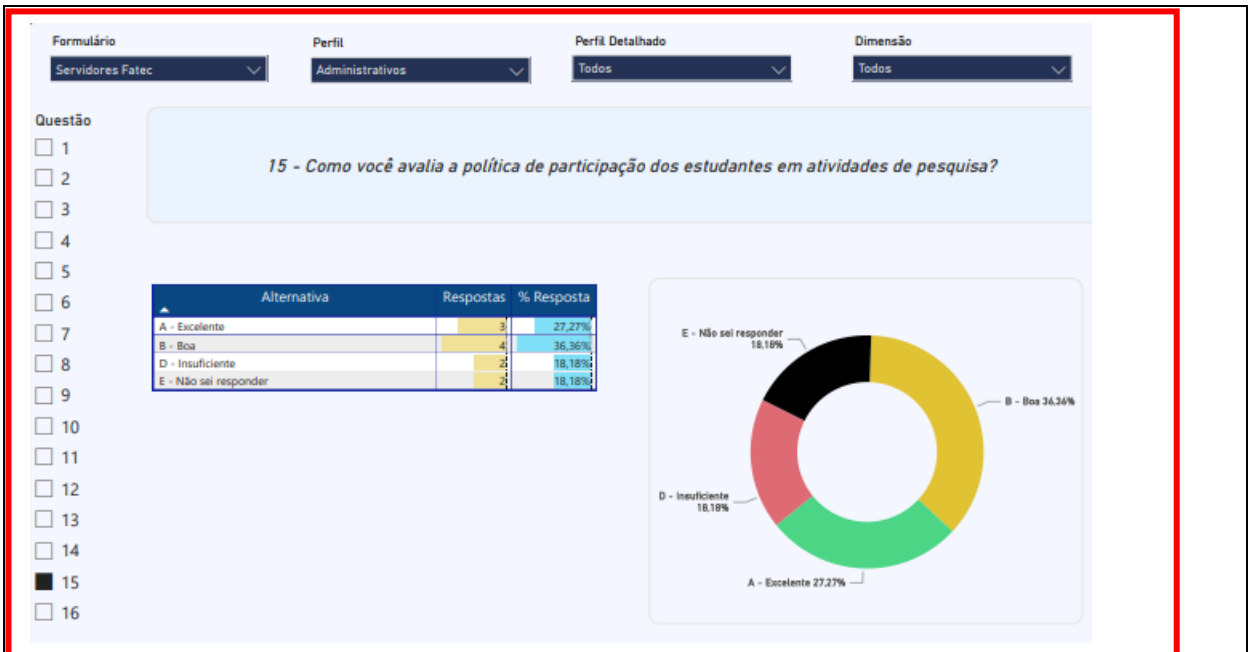 Formulário Perfil Perfil Detalhado Dimensão
Servidores Fatec Administrativos Todos Todos
Questão
1
2
3
4
5
6
7
8
9
10
11
12
13
14
15
16
15 - Como você avalia a política de participação dos estudantes em atividades de pesquisa?
Alternativa Respostas % Resposta
A - Excelente 3 27,27%
B - Boa 4 36,36%
D - Insuficiente 2 18,18%
E - Não sei responder 2 18,18%
E - Não sei responder
18,18%
B - Boa 36,36%
D - Insuficiente
18,18%
A - Excelente 27,27%